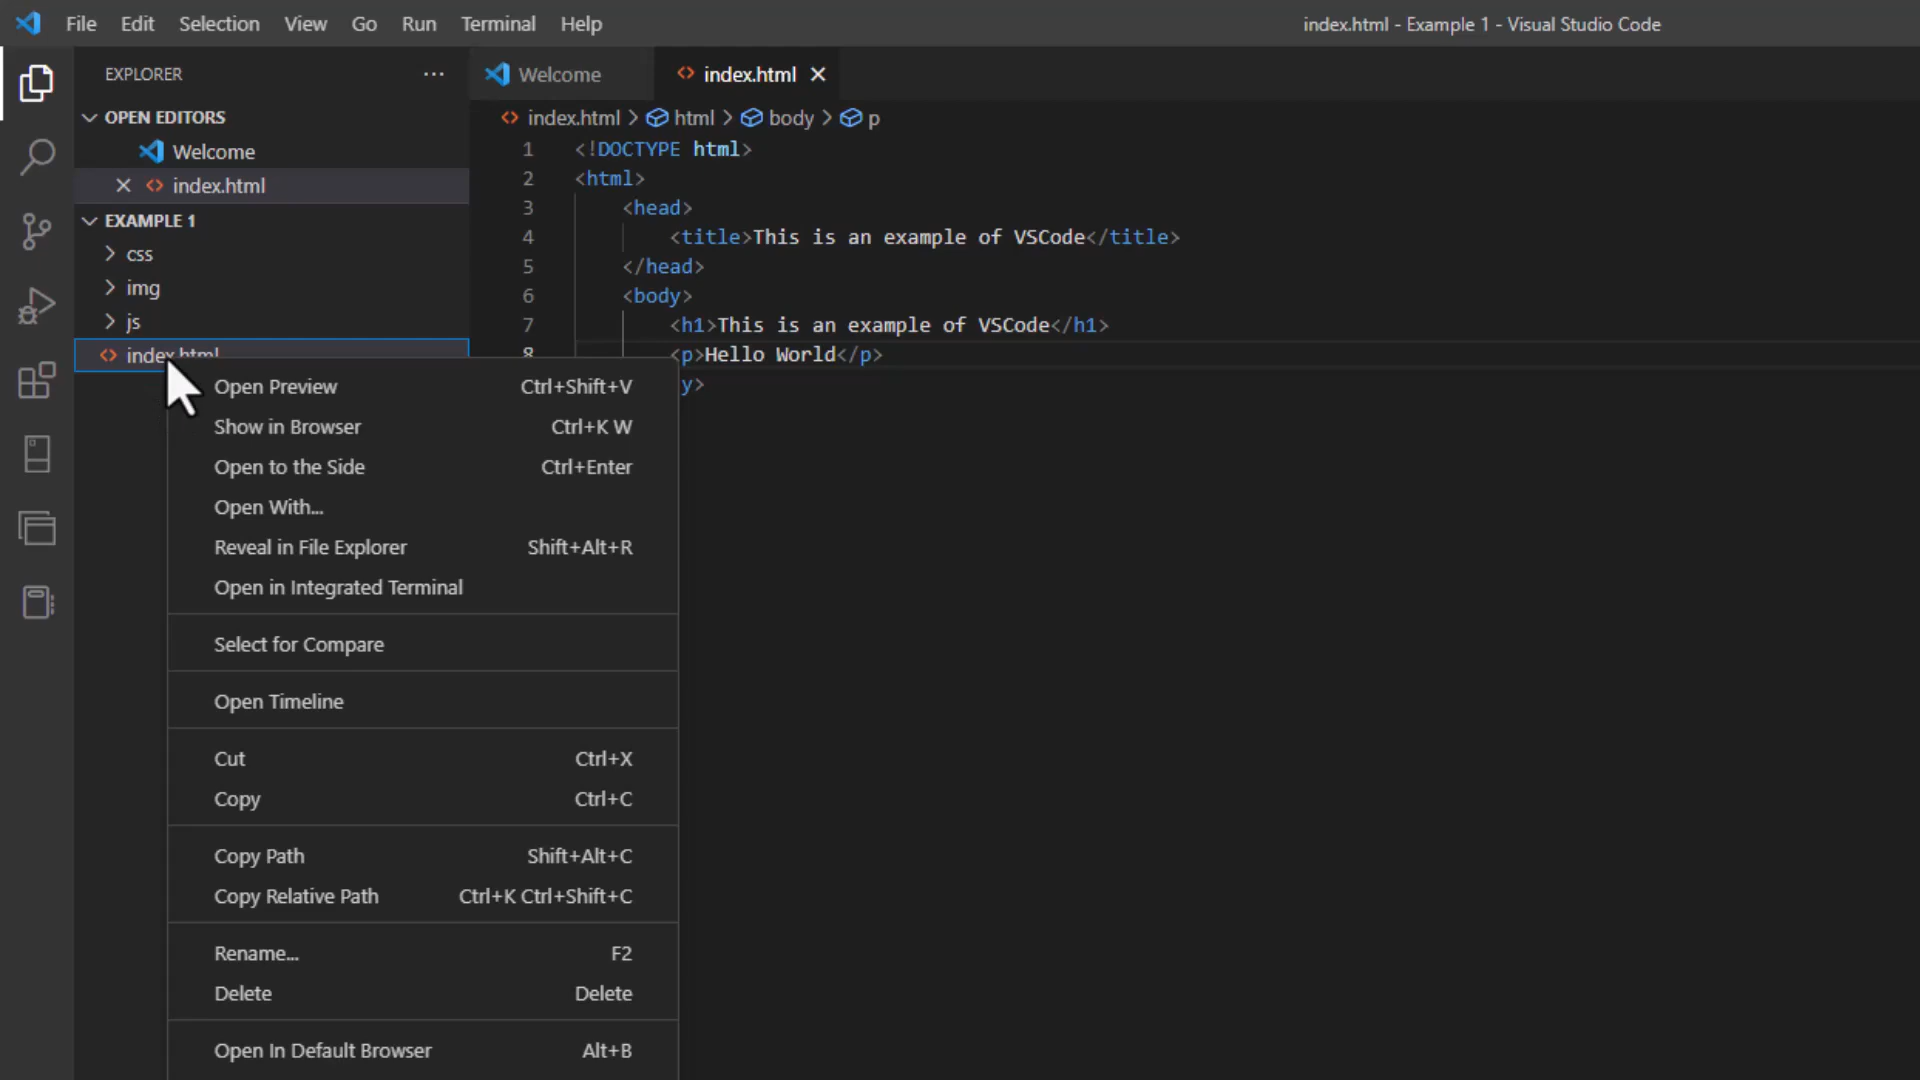 File Edit Selection View Go Run Terminal Help
index.html - Example 1 - Visual Studio Code
EXPLORER
OPEN EDITORS
Welcome
index.html
EXAMPLE 1
css
img
js
index.html
Welcome
index.html
index.html > html > body > p
1 <!DOCTYPE html>
2 <html>
3 <head>
4 <title>This is an example of VSCode</title>
5 </head>
6 <body>
7 <h1>This is an example of VSCode</h1>
8 <p>Hello World</p>
y>
Open Preview Ctrl+Shift+V
Show in Browser Ctrl+K W
Open to the Side Ctrl+Enter
Open With...
Reveal in File Explorer Shift+Alt+R
Open in Integrated Terminal
Select for Compare
Open Timeline
Cut Ctrl+X
Copy Ctrl+C
Copy Path Shift+Alt+C
Copy Relative Path Ctrl+K Ctrl+Shift+C
Rename... F2
Delete Delete
Open In Default Browser Alt+B